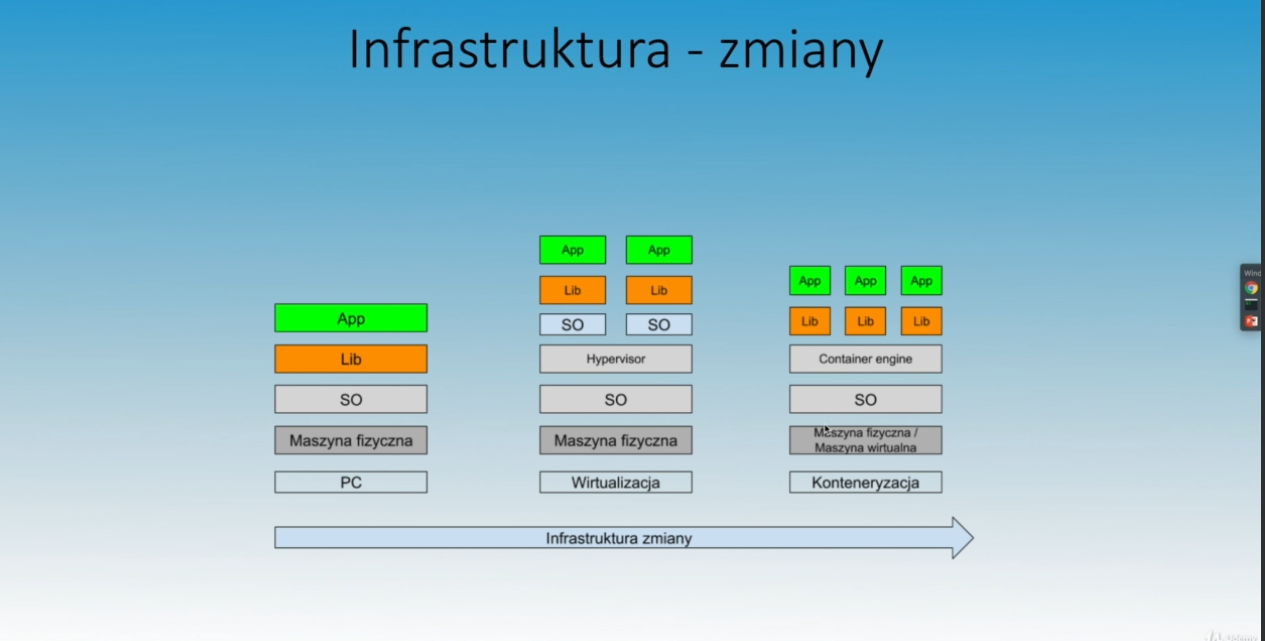 Infrastruktura - zmiany
App
Lib
SO
Maszyna fizyczna
PC
App App
Lib Lib
SO SO
Hypervisor
SO
Maszyna fizyczna
Wirtualizacja
App App App
Lib Lib Lib
Container engine
SO
Maszyna fizyczna /
Maszyna wirtualna
Konteneryzacja
Infrastruktura zmiany
Wind